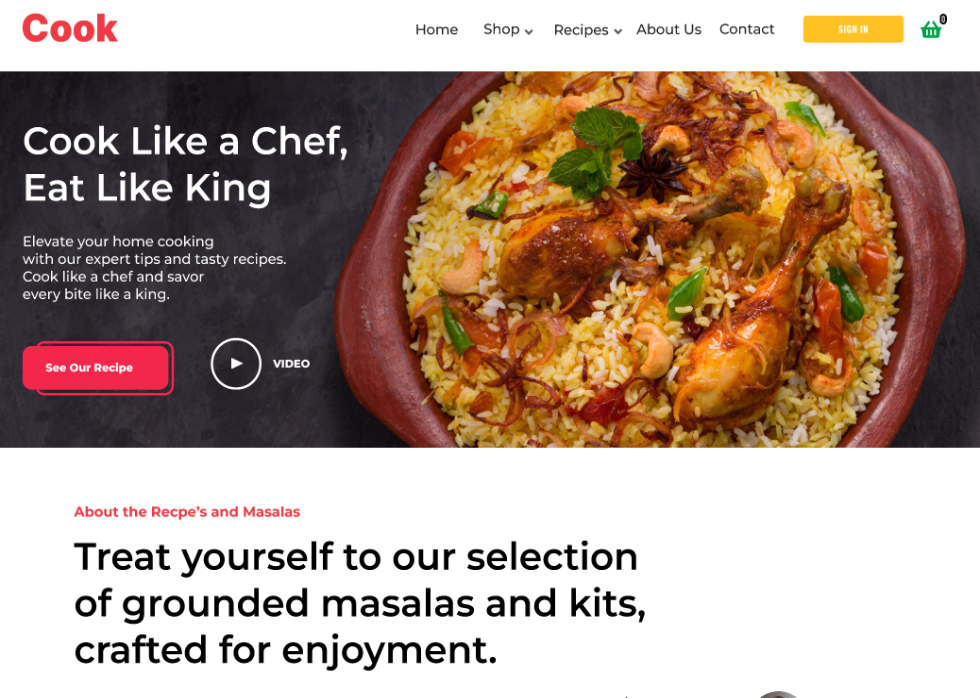 Cook
Home Shop Recipes About Us Contact SIGN IN 0
Cook Like a Chef,
Eat Like King
Elevate your home cooking
with our expert tips and tasty recipes.
Cook like a chef and savor
every bite like a king.
See Our Recipe
VIDEO
About the Recpe's and Masalas
Treat yourself to our selection
of grounded masalas and kits,
crafted for enjoyment.